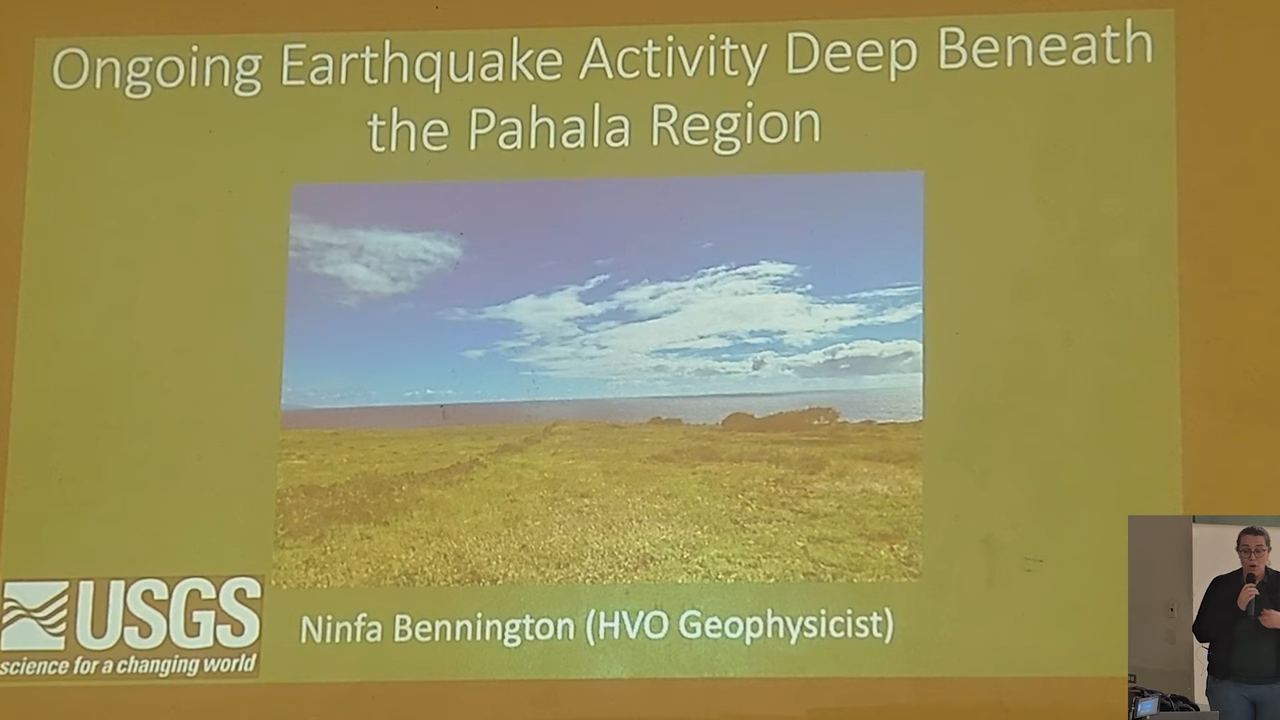 Ongoing Earthquake Activity Deep Beneath
the Pahala Region
USGS
science for a changing world
Ninfa Bennington (HVO Geophysicist)